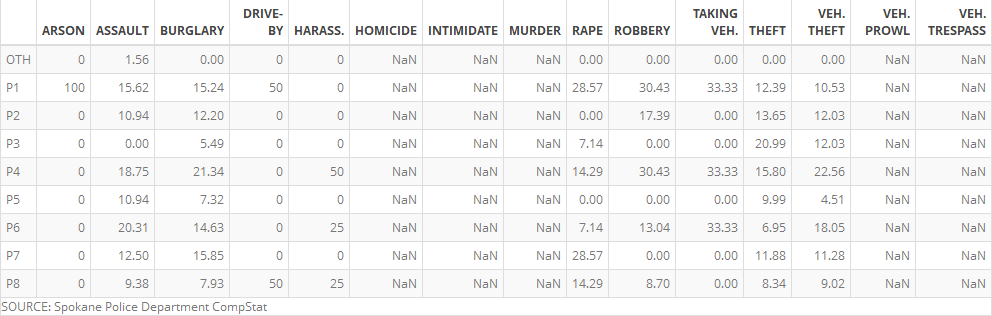 ARSON ASSAULT BURGLARY DRIVE-BY HARASS. HOMICIDE INTIMIDATE MURDER RAPE ROBBERY TAKING VEH. THEFT VEH. THEFT VEH. PROWL VEH. TRESPASS
OTH 0 1.56 0.00 0 0 NaN NaN NaN 0.00 0.00 0.00 0.00 0.00 NaN NaN
P1 100 15.62 15.24 50 0 NaN NaN NaN 28.57 30.43 33.33 12.39 10.53 NaN NaN
P2 0 10.94 12.20 0 0 NaN NaN NaN 0.00 17.39 0.00 13.65 12.03 NaN NaN
P3 0 0.00 5.49 0 0 NaN NaN NaN 7.14 0.00 0.00 20.99 12.03 NaN NaN
P4 0 18.75 21.34 0 50 NaN NaN NaN 14.29 30.43 33.33 15.80 22.56 NaN NaN
P5 0 10.94 7.32 0 0 NaN NaN NaN 0.00 0.00 0.00 9.99 4.51 NaN NaN
P6 0 20.31 14.63 0 25 NaN NaN NaN 7.14 13.04 33.33 6.95 18.05 NaN NaN
P7 0 12.50 15.85 0 0 NaN NaN NaN 28.57 0.00 0.00 11.88 11.28 NaN NaN
P8 0 9.38 7.93 50 25 NaN NaN NaN 14.29 8.70 0.00 8.34 9.02 NaN NaN
SOURCE: Spokane Police Department CompStat